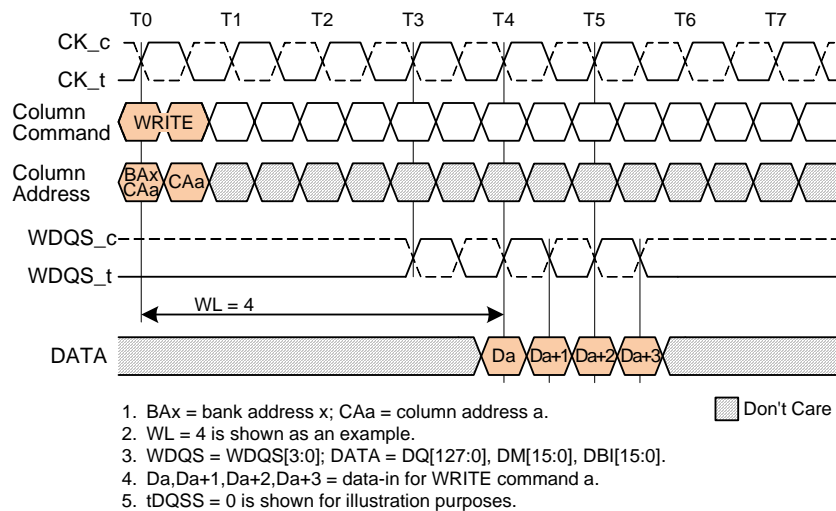 T0 T1 T2 T3 T4 T5 T6 T7
CK_c
CK_t
Column
Command
WRITE
Column
Address
BAx
CAa
CAa
WDQS_c
WDQS_t
WL = 4
DATA
Da Da+1 Da+2 Da+3
1. BAx = bank address x; CAa = column address a.
Don't Care
2. WL = 4 is shown as an example.
3. WDQS = WDQS[3:0]; DATA = DQ[127:0], DM[15:0], DBI[15:0].
4. Da,Da+1,Da+2,Da+3 = data-in for WRITE command a.
5. tDQSS = 0 is shown for illustration purposes.